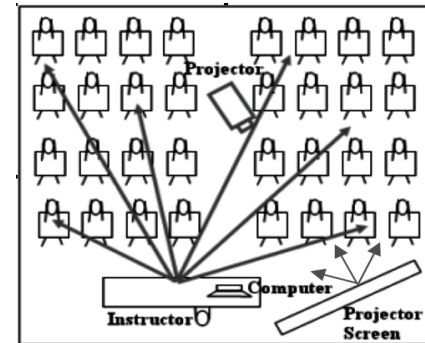 Projector
Computer
Instructor
Projector
Screen